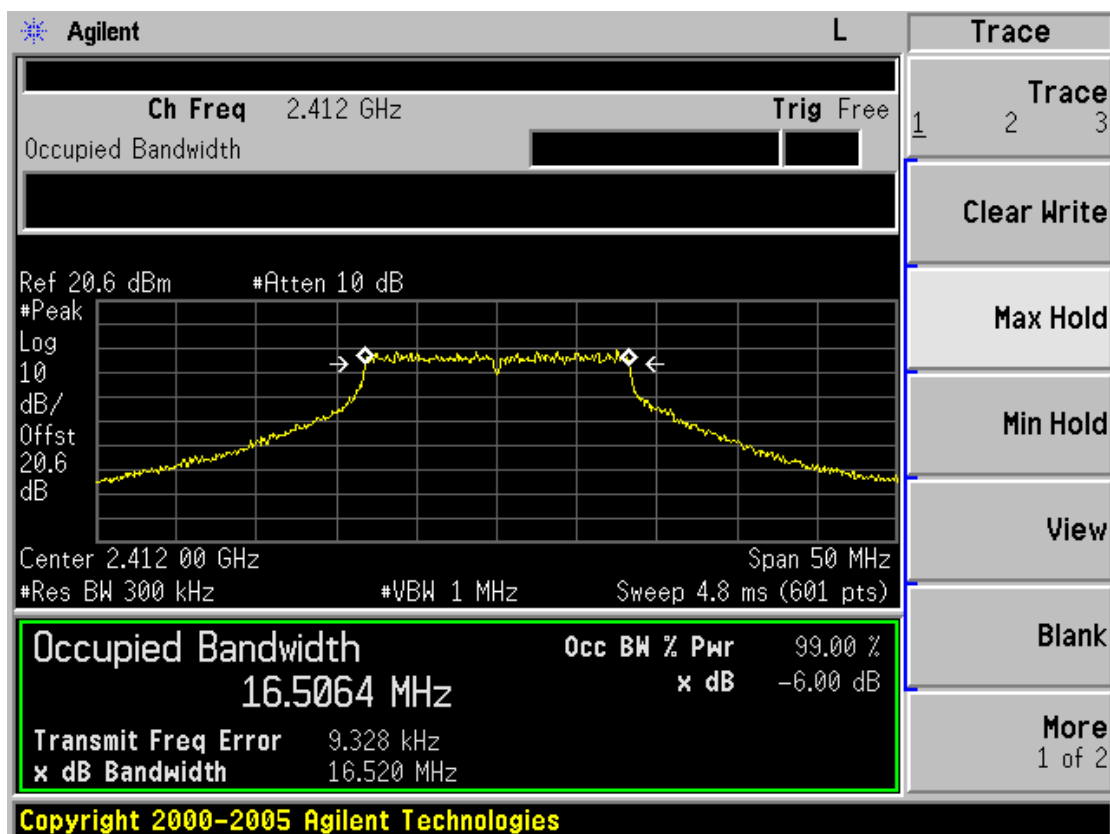 Agilent L Trace
Ch Freq 2.412 GHz Trig Free
Occupied Bandwidth
Trace
1 2 3
Clear Write
Max Hold
Min Hold
View
Blank
More
1 of 2
Ref 20.6 dBm #Atten 10 dB
#Peak
Log
10
dB/
Offst
20.6
dB
Center 2.412 00 GHz Span 50 MHz
#Res BW 300 kHz #VBW 1 MHz Sweep 4.8 ms (601 pts)
Occupied Bandwidth Occ BW % Pwr 99.00 %
16.5064 MHz x dB -6.00 dB
Transmit Freq Error 9.328 kHz
x dB Bandwidth 16.520 MHz
Copyright 2000-2005 Agilent Technologies